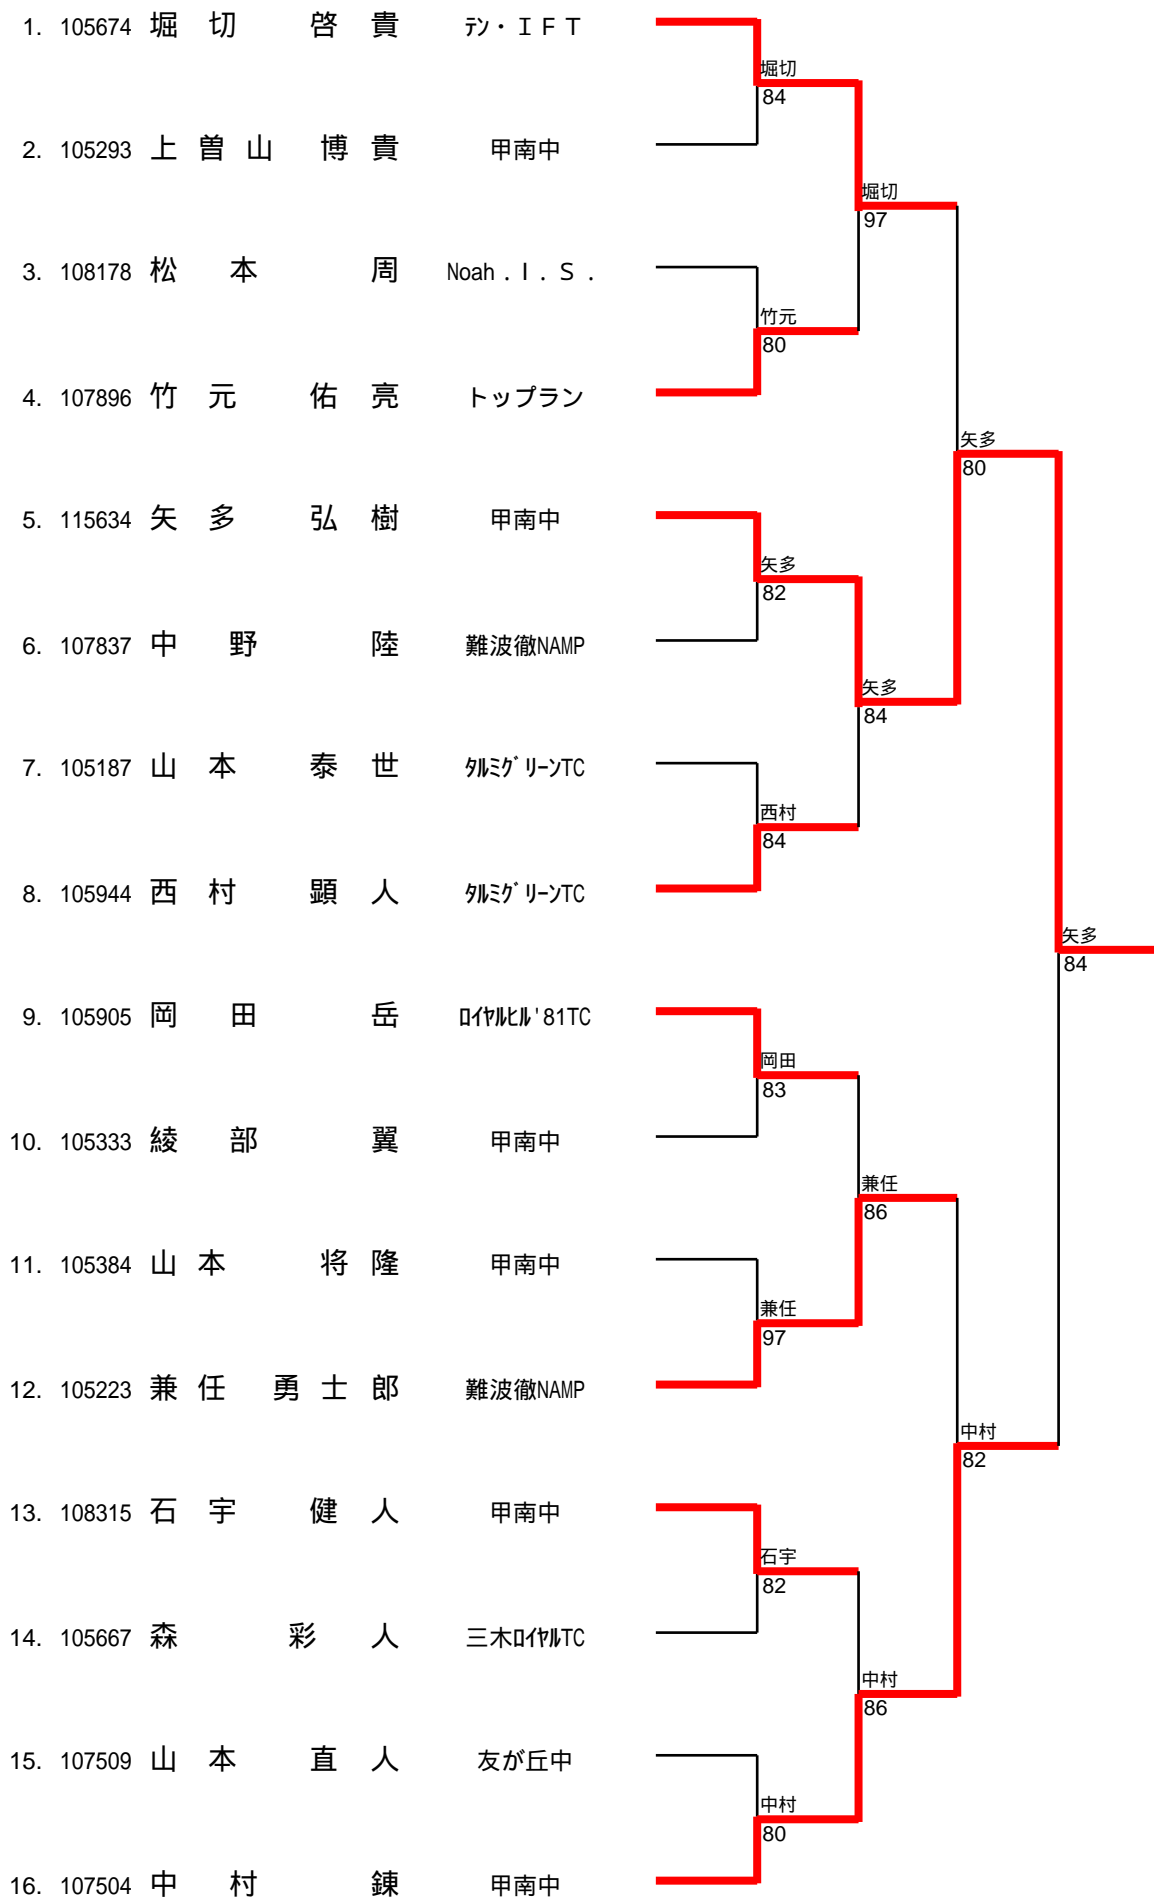 1. 105674 堀切 啓貴 テン・ＩＦＴ
堀切
84
2. 105293 上曽山 博貴 甲南中
堀切
97
3. 108178 松本 周 Noah．Ｉ．Ｓ．
竹元
80
4. 107896 竹元 佑亮 トップラン
矢多
80
5. 115634 矢多 弘樹 甲南中
矢多
82
6. 107837 中野 陸 難波徹NAMP
矢多
84
7. 105187 山本 泰世 ﾀﾙﾐｸﾞﾘｰﾝTC
西村
84
8. 105944 西村 顕人 ﾀﾙﾐｸﾞﾘｰﾝTC
矢多
84
9. 105905 岡田 岳 ﾛｲﾔﾙﾋﾙ'81TC
岡田
83
10. 105333 綾部 翼 甲南中
兼任
86
11. 105384 山本 将隆 甲南中
兼任
97
12. 105223 兼任 勇士郎 難波徹NAMP
中村
82
13. 108315 石宇 健人 甲南中
石宇
82
14. 105667 森 彩人 三木ﾛｲﾔﾙTC
中村
86
15. 107509 山本 直人 友が丘中
中村
80
16. 107504 中村 錬 甲南中